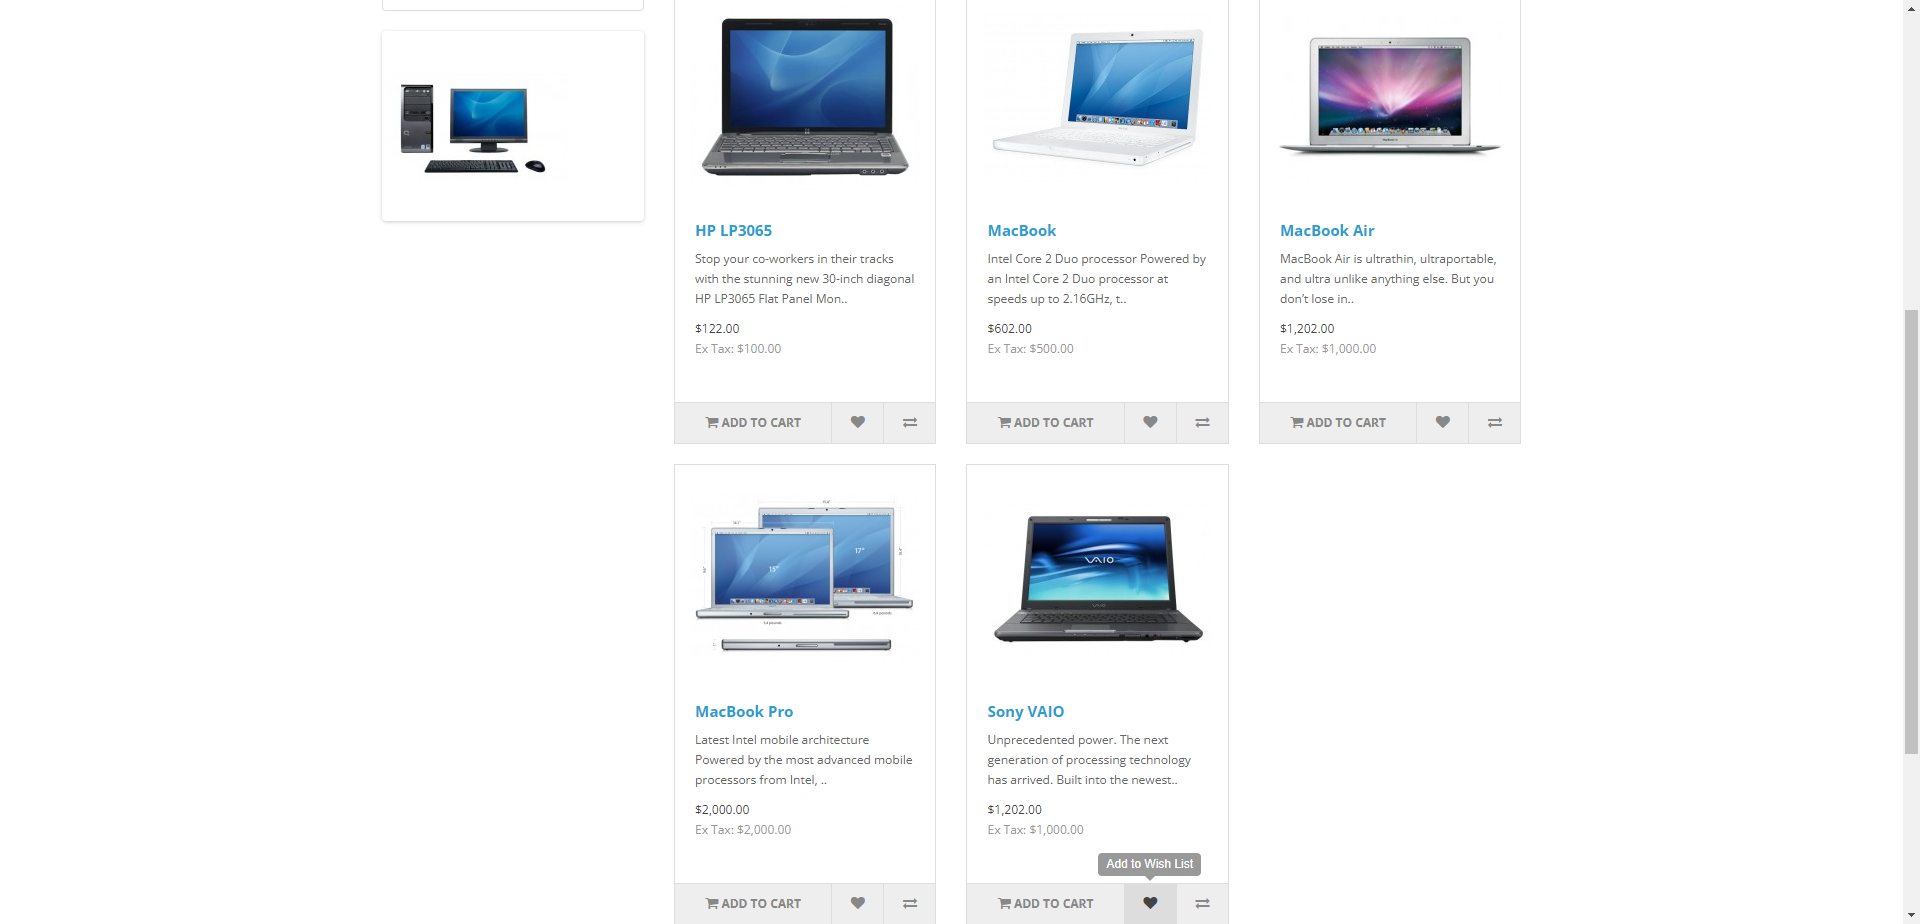 HP LP3065
Stop your co-workers in their tracks
with the stunning new 30-inch diagonal
HP LP3065 Flat Panel Mon..
$122.00
Ex Tax: $100.00
ADD TO CART
MacBook
Intel Core 2 Duo processor Powered by
an Intel Core 2 Duo processor at
speeds up to 2.16GHz, t..
$602.00
Ex Tax: $500.00
ADD TO CART
MacBook Air
MacBook Air is ultrathin, ultraportable,
and ultra unlike anything else. But you
don't lose in..
$1,202.00
Ex Tax: $1,000.00
ADD TO CART
17"
15"
MacBook Pro
Latest Intel mobile architecture
Powered by the most advanced mobile
processors from Intel, ..
$2,000.00
Ex Tax: $2,000.00
ADD TO CART
VAIO
VAIO
Sony VAIO
Unprecedented power. The next
generation of processing technology
has arrived. Built into the newest..
$1,202.00
Ex Tax: $1,000.00
Add to Wish List
ADD TO CART